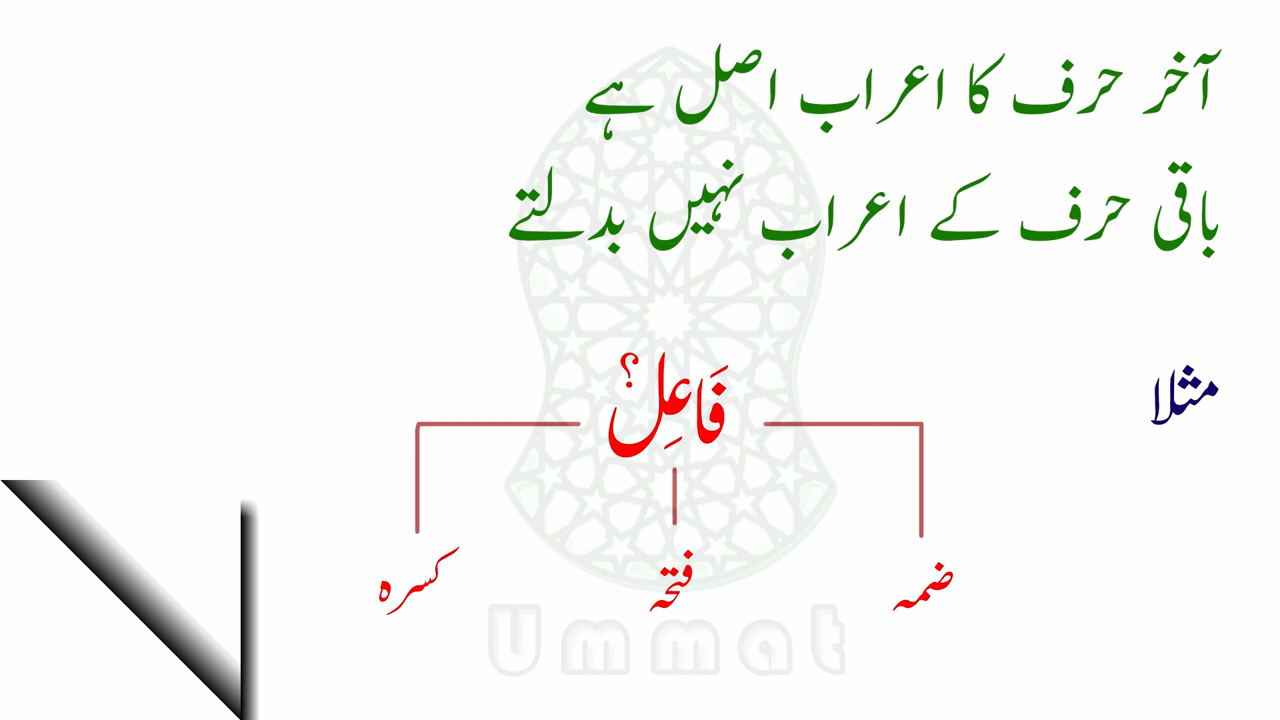 آخر حرف کا اعراب اصل ہے
باقی حرف کے اعراب نہیں بدلتے
مثلا
فَاعِل؟
ضمہ فتحہ کسرہ
Ummat